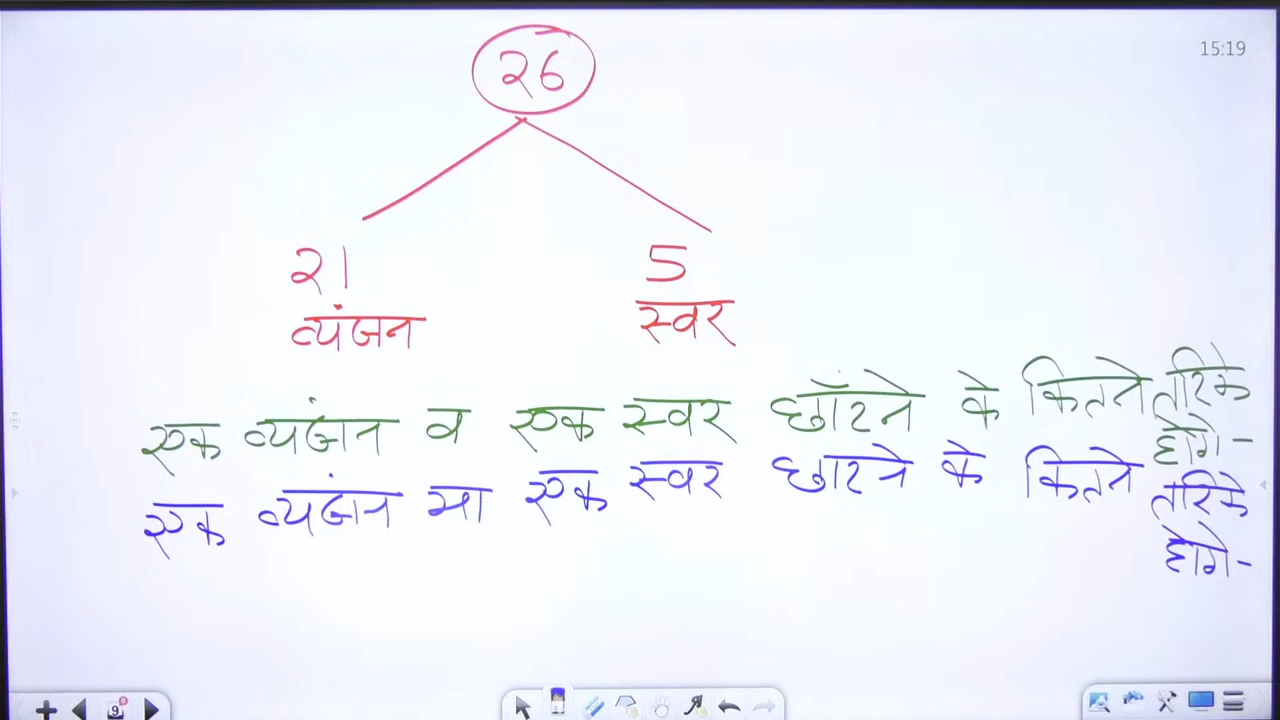 15:19
26
21 5
व्यंजन स्वर
एक व्यंजन व एक स्वर छाँटने के कितने तरिके होगे-
एक व्यंजन या एक स्वर छाटने के कितने तरिके होगे-
9